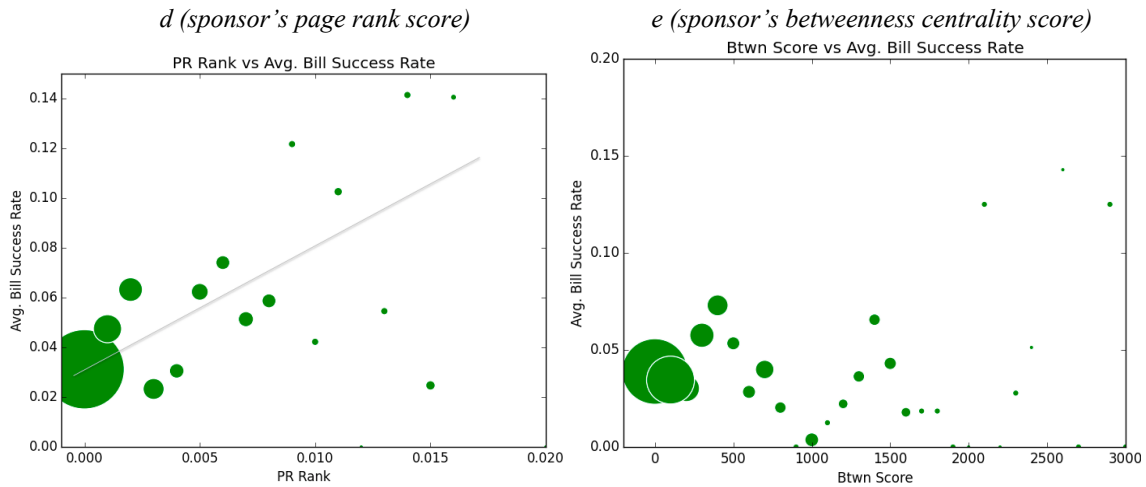 d (sponsor’s page rank score)
PR Rank vs Avg. Bill Success Rate
0.14
0.12
0.10
0.08
0.06
0.04
0.02
0.00
Avg. Bill Success Rate
0.000 0.005 0.010 0.015 0.020
PR Rank
e (sponsor’s betweenness centrality score)
Btwn Score vs Avg. Bill Success Rate
0.20
0.15
0.10
0.05
0.00
Avg. Bill Success Rate
0 500 1000 1500 2000 2500 3000
Btwn Score